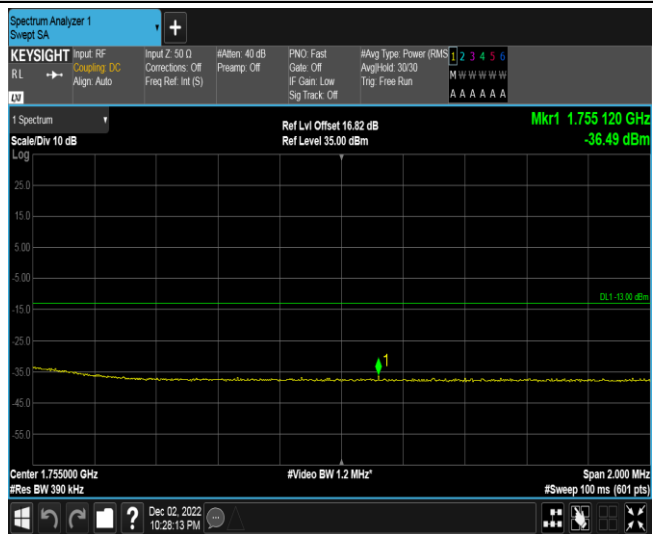 Spectrum Analyzer 1
Swept SA
+
KEYSIGHT Input: RF Input Z: 50 Ω #Atten: 40 dB PNO: Fast #Avg Type: Power (RMS 1 2 3 4 5 6
RL Coupling: DC Corrections: Off Preamp: Off Gate: Off Avg|Hold: 30/30 M W W W W W
Align: Auto Freq Ref: Int (S) IF Gain: Low Trig: Free Run
LXI Sig Track: Off A A A A A A
1 Spectrum Ref Lvl Offset 16.82 dB Mkr1 1.755 120 GHz
Scale/Div 10 dB Ref Level 35.00 dBm -36.49 dBm
Log
25.0
15.0
5.00
-5.00
DL1 -13.00 dBm
-15.0
-25.0
1
-35.0
-45.0
-55.0
Center 1.755000 GHz #Video BW 1.2 MHz* Span 2.000 MHz
#Res BW 390 kHz #Sweep 100 ms (601 pts)
? Dec 02, 2022
10:28:13 PM